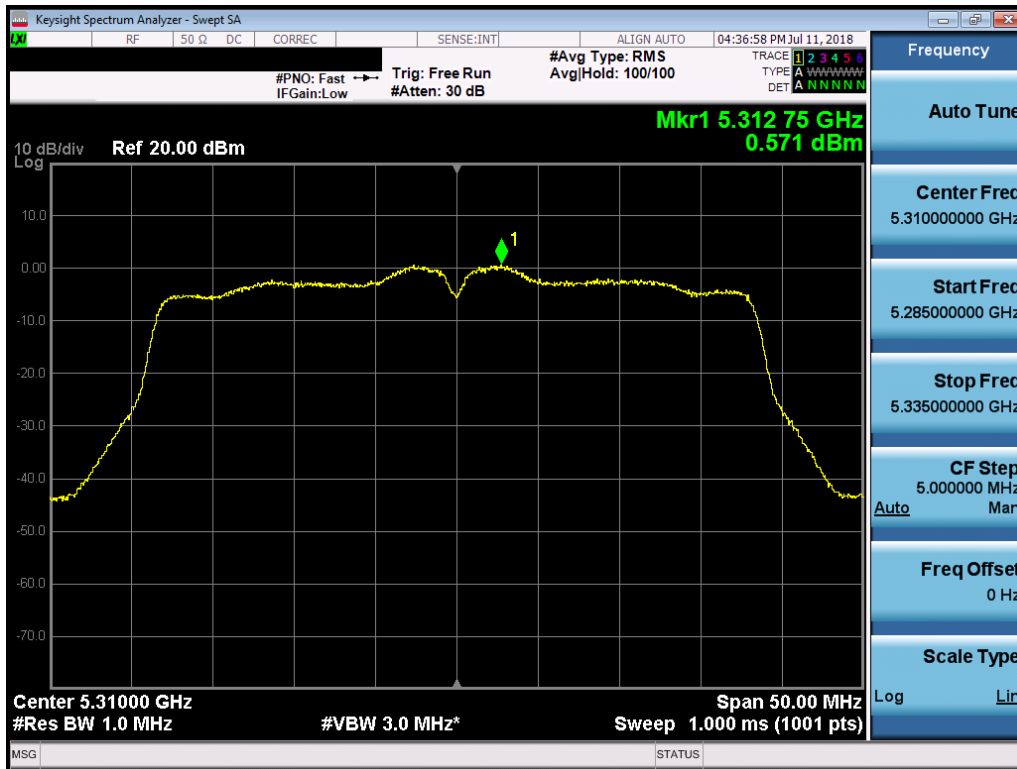 Keysight Spectrum Analyzer - Swept SA
LXI RF 50 Ω DC CORREC SENSE:INT ALIGN AUTO 04:36:58 PM Jul 11, 2018
#PNO: Fast
IFGain:Low
Trig: Free Run
#Atten: 30 dB
#Avg Type: RMS
Avg|Hold: 100/100
TRACE 1 2 3 4 5 6
TYPE A WWWWW
DET A N N N N N
Mkr1 5.312 75 GHz
0.571 dBm
10 dB/div Ref 20.00 dBm
Log
10.0
0.00
-10.0
-20.0
-30.0
-40.0
-50.0
-60.0
-70.0
1
Center 5.31000 GHz Span 50.00 MHz
#Res BW 1.0 MHz #VBW 3.0 MHz* Sweep 1.000 ms (1001 pts)
MSG STATUS
Frequency
Auto Tune
Center Freq
5.310000000 GHz
Start Freq
5.285000000 GHz
Stop Freq
5.335000000 GHz
CF Step
5.000000 MHz
Auto Man
Freq Offset
0 Hz
Scale Type
Log Lin